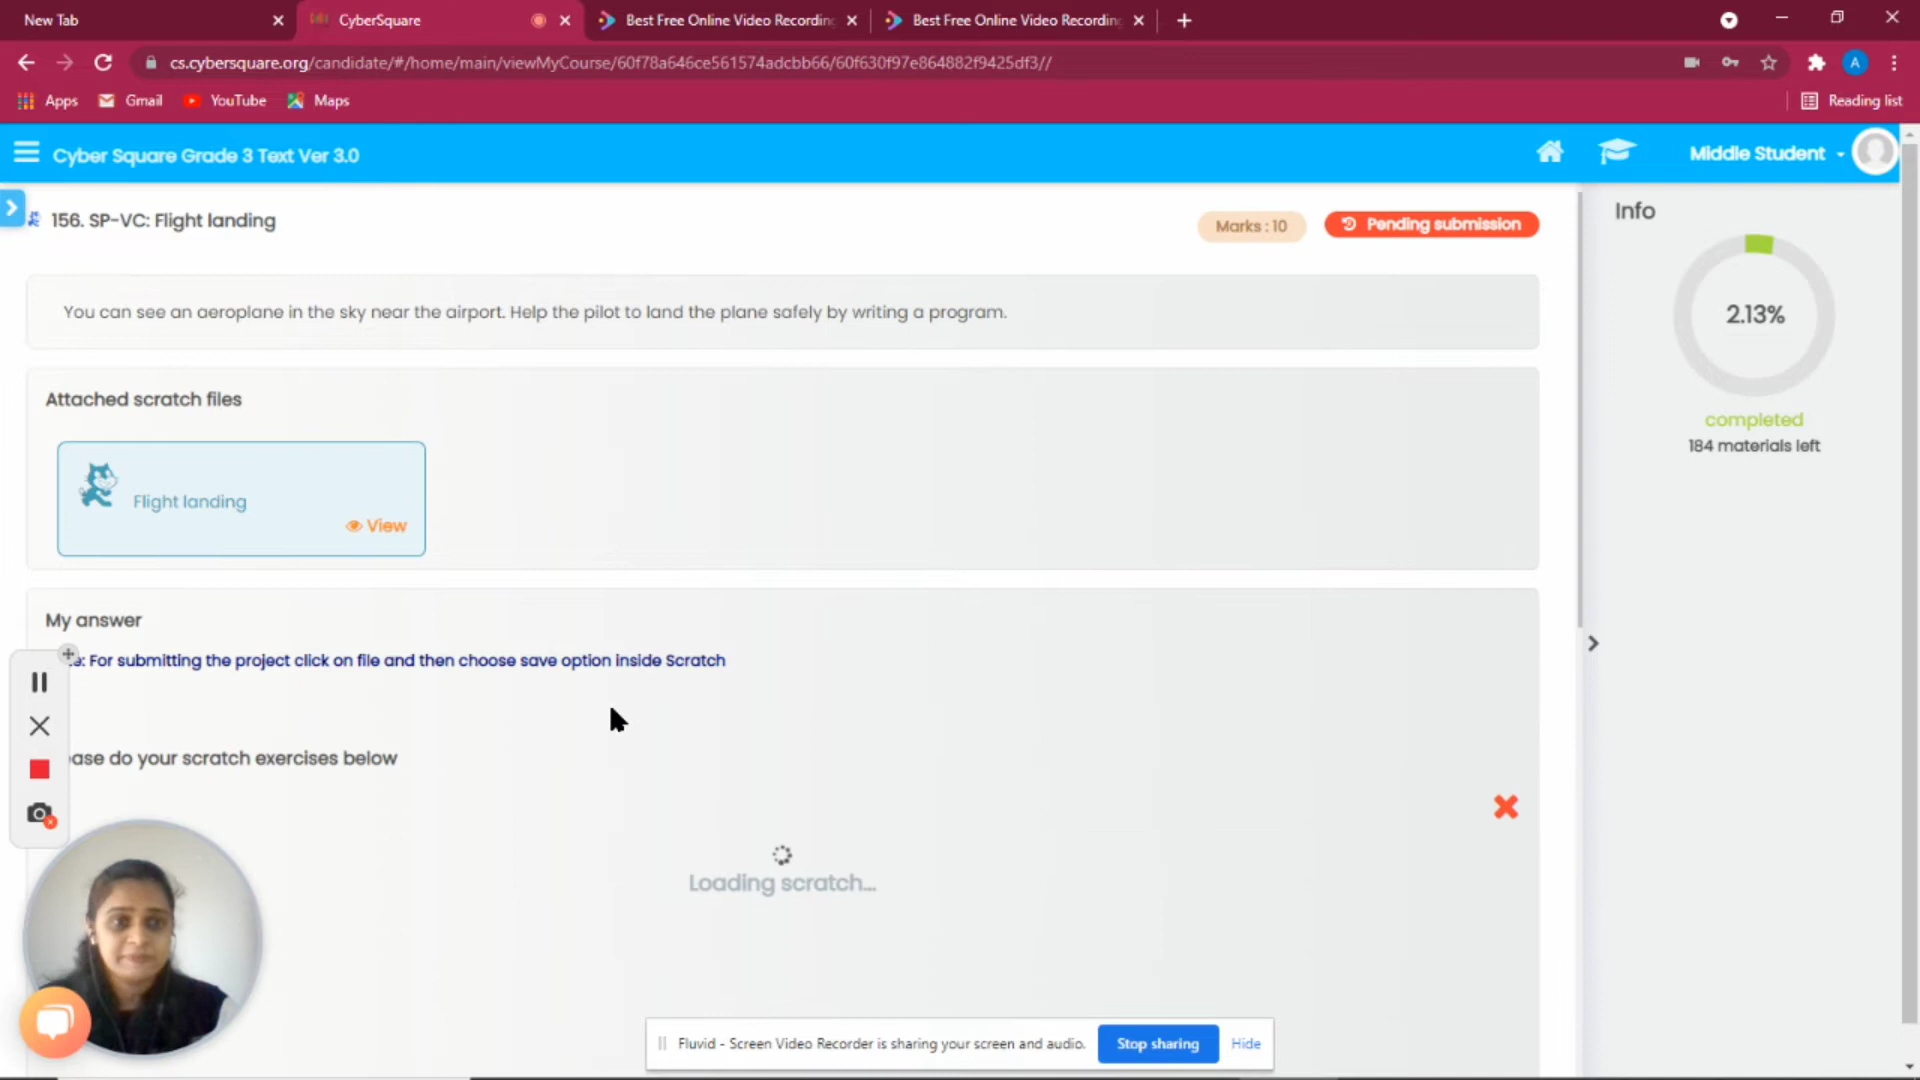 New Tab
CyberSquare
Best Free Online Video Recording
Best Free Online Video Recording
cs.cybersquare.org/candidate/#/home/main/viewMyCourse/60f78a646ce561574adcbb66/60f630f97e864882f9425df3//
A
Apps
Gmail
YouTube
Maps
Reading list
Cyber Square Grade 3 Text Ver 3.0
Middle Student
156. SP-VC: Flight landing
Marks : 10
Pending submission
Info
You can see an aeroplane in the sky near the airport. Help the pilot to land the plane safely by writing a program.
2.13%
completed
184 materials left
Attached scratch files
Flight landing
View
My answer
e: For submitting the project click on file and then choose save option inside Scratch
ase do your scratch exercises below
Loading scratch...
Fluvid - Screen Video Recorder is sharing your screen and audio.
Stop sharing
Hide